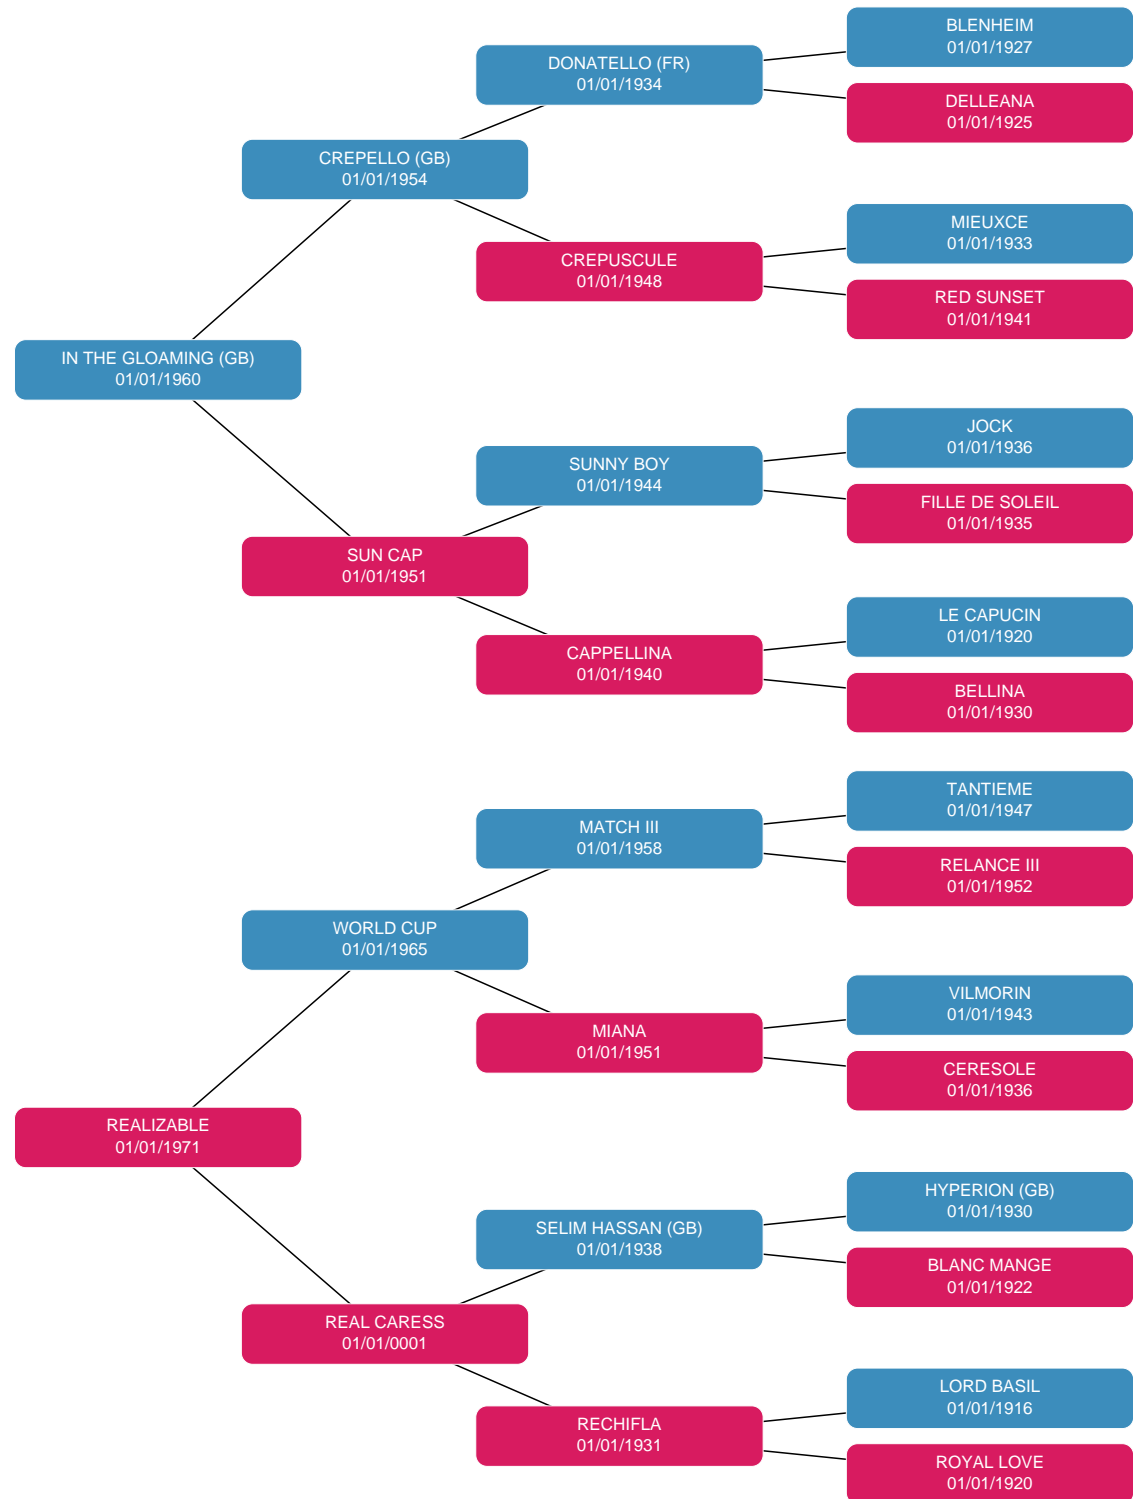 BLENHEIM
01/01/1927
DONATELLO (FR)
01/01/1934
DELLEANA
01/01/1925
CREPELLO (GB)
01/01/1954
MIEUXCE
01/01/1933
CREPUSCULE
01/01/1948
RED SUNSET
01/01/1941
IN THE GLOAMING (GB)
01/01/1960
JOCK
01/01/1936
SUNNY BOY
01/01/1944
FILLE DE SOLEIL
01/01/1935
SUN CAP
01/01/1951
LE CAPUCIN
01/01/1920
CAPPELLINA
01/01/1940
BELLINA
01/01/1930
TANTIEME
01/01/1947
MATCH III
01/01/1958
RELANCE III
01/01/1952
WORLD CUP
01/01/1965
VILMORIN
01/01/1943
MIANA
01/01/1951
CERESOLE
01/01/1936
REALIZABLE
01/01/1971
HYPERION (GB)
01/01/1930
SELIM HASSAN (GB)
01/01/1938
BLANC MANGE
01/01/1922
REAL CARESS
01/01/0001
LORD BASIL
01/01/1916
RECHIFLA
01/01/1931
ROYAL LOVE
01/01/1920